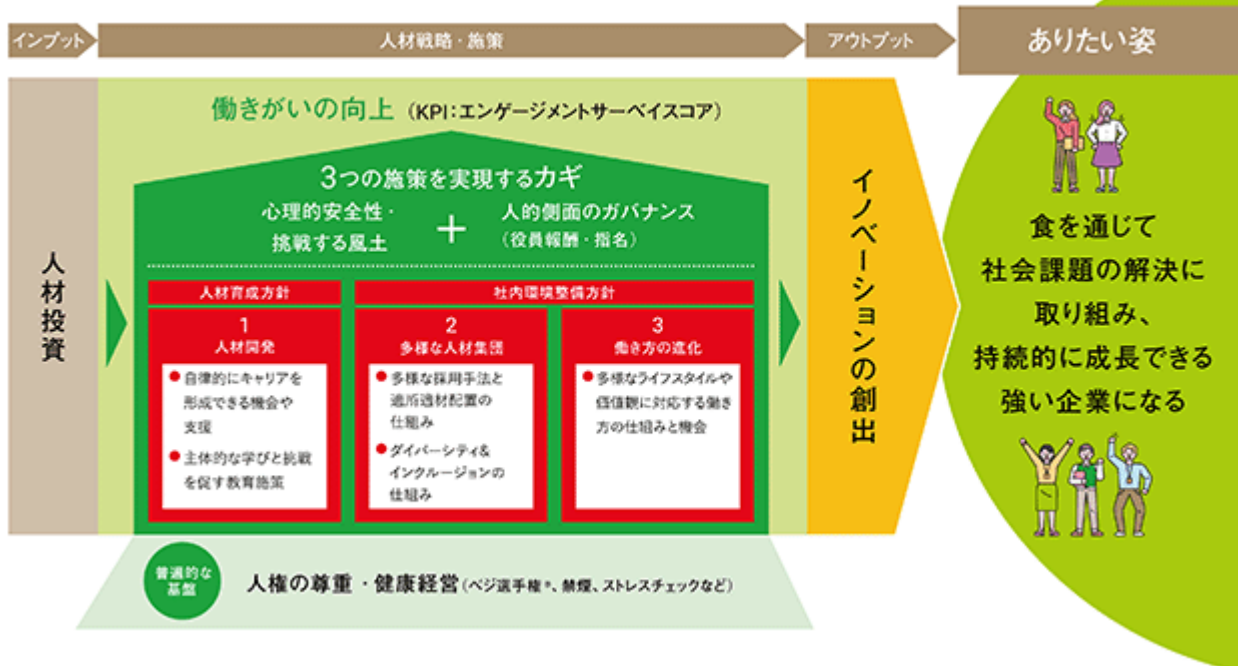 インプット
人材戦略・施策
アウトプット
ありたい姿
人材投資
働きがいの向上（KPI：エンゲージメントサーベイスコア）
3つの施策を実現するカギ
心理的安全性・
挑戦する風土
＋
人的側面のガバナンス
（役員報酬・指名）
人材育成方針
社内環境整備方針
1
人材開発
● 自律的にキャリアを
形成できる機会や
支援
● 主体的な学びと挑戦
を促す教育施策
2
多様な人材集団
● 多様な採用手法と
適所適材配置の
仕組み
● ダイバーシティ&
インクルージョンの
仕組み
3
働き方の進化
● 多様なライフスタイルや
価値観に対応する働き
方の仕組みと機会
イノベーションの創出
食を通じて
社会課題の解決に
取り組み、
持続的に成長できる
強い企業になる
普遍的な
基盤
人権の尊重・健康経営（ベジ選手権®、禁煙、ストレスチェックなど）